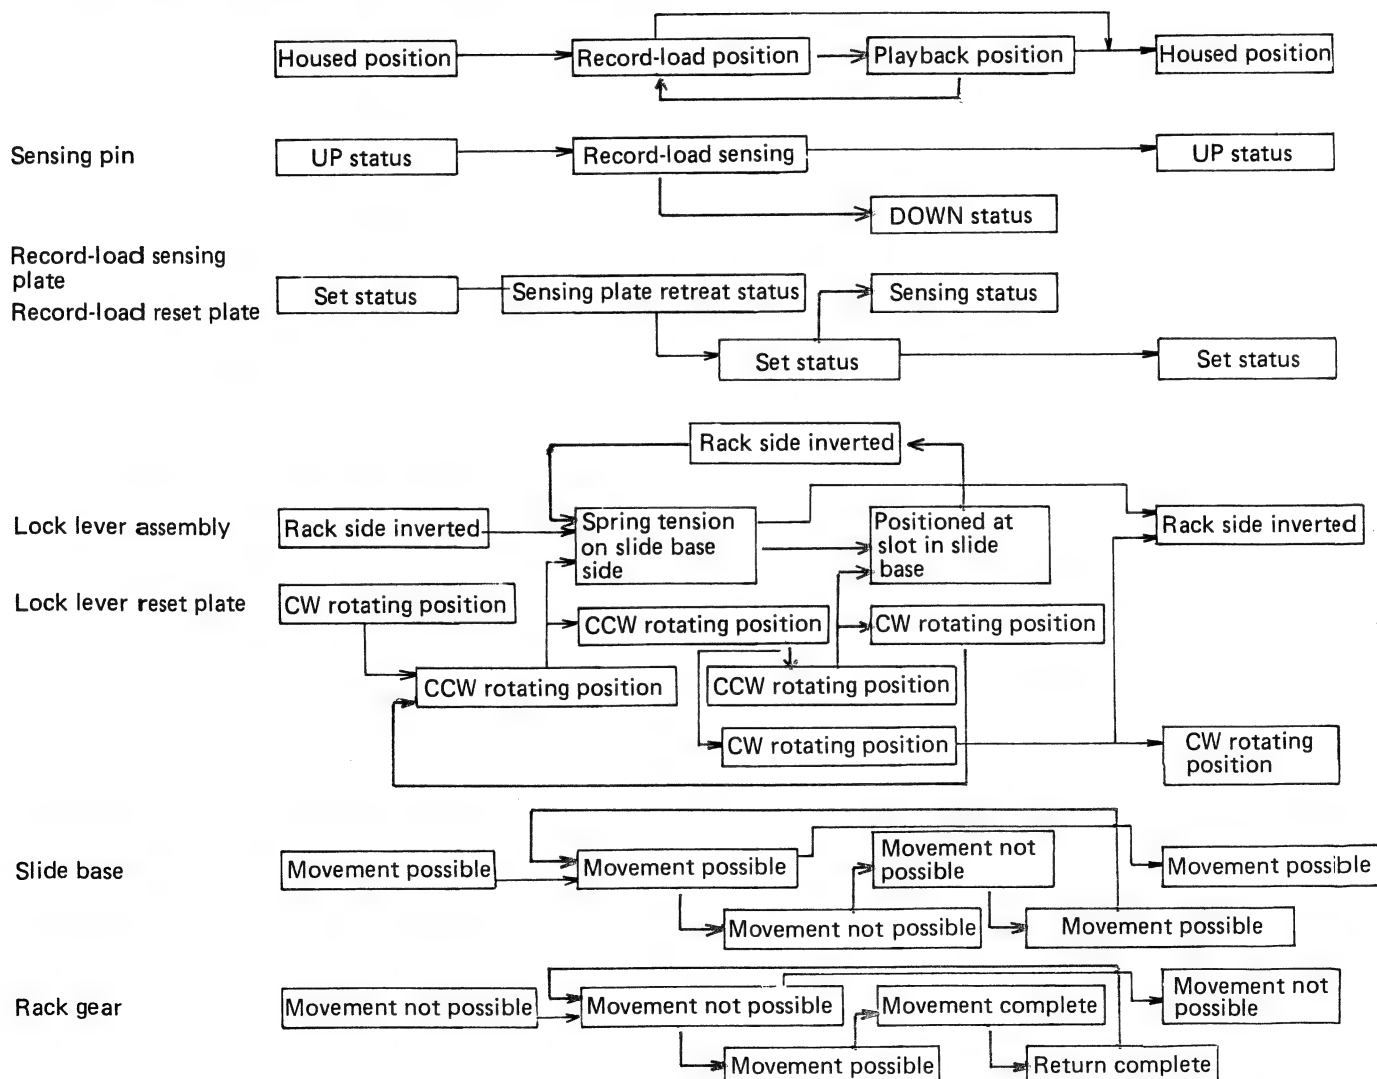 Housed position
Record-load position
Playback position
Housed position
Sensing pin
UP status
Record-load sensing
UP status
DOWN status
Record-load sensing
plate
Record-load reset plate
Set status
Sensing plate retreat status
Sensing status
Set status
Set status
Rack side inverted
Lock lever assembly
Rack side inverted
Spring tension
on slide base
side
Positioned at
slot in slide
base
Rack side inverted
Lock lever reset plate
CW rotating position
CCW rotating position
CW rotating position
CCW rotating position
CCW rotating position
CW rotating position
CW rotating
position
Slide base
Movement possible
Movement possible
Movement not
possible
Movement possible
Movement not possible
Movement possible
Rack gear
Movement not possible
Movement not possible
Movement complete
Movement not
possible
Movement possible
Return complete